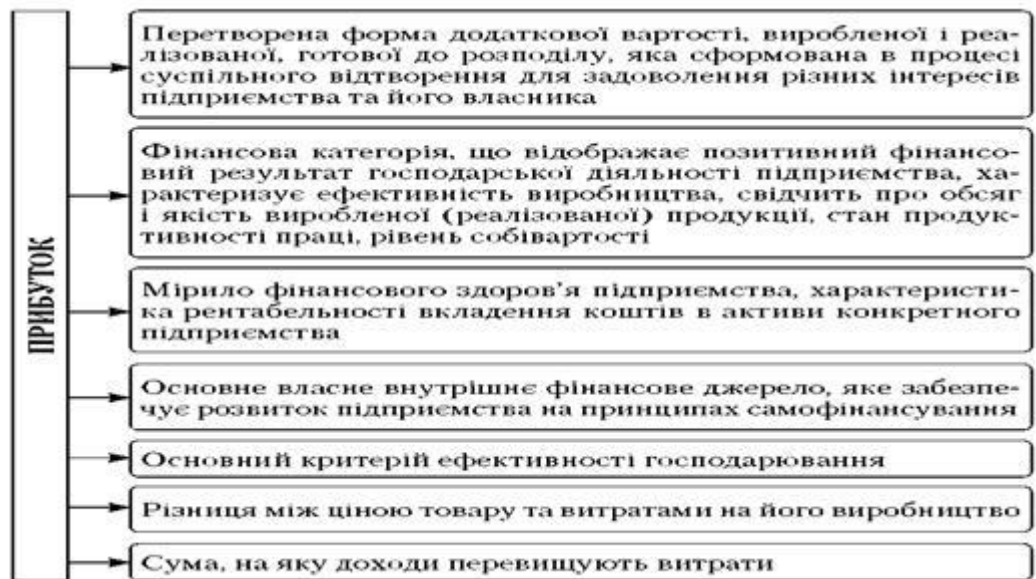 ПРИБУТОК
Перетворена форма додаткової вартості, виробленої і реа-
лізованої, готової до розподілу, яка сформована в процесі
суспільного відтворення для задоволення різних інтересів
підприємства та його власника
Фінансова категорія, що відображає позитивний фінансо-
вий результат господарської діяльності підприємства, ха-
рактеризує ефективність виробництва, свідчить про обсяг
і якість виробленої (реалізованої) продукції, стан продук-
тивності праці, рівень собівартості
Мірило фінансового здоров’я підприємства, характеристи-
ка рентабельності вкладення коштів в активи конкретного
підприємства
Основне власне внутрішнє фінансове джерело, яке забезпе-
чує розвиток підприємства на принципах самофінансування
Основний критерій ефективності господарювання
Різниця між ціною товару та витратами на його виробництво
Сума, на яку доходи перевищують витрати